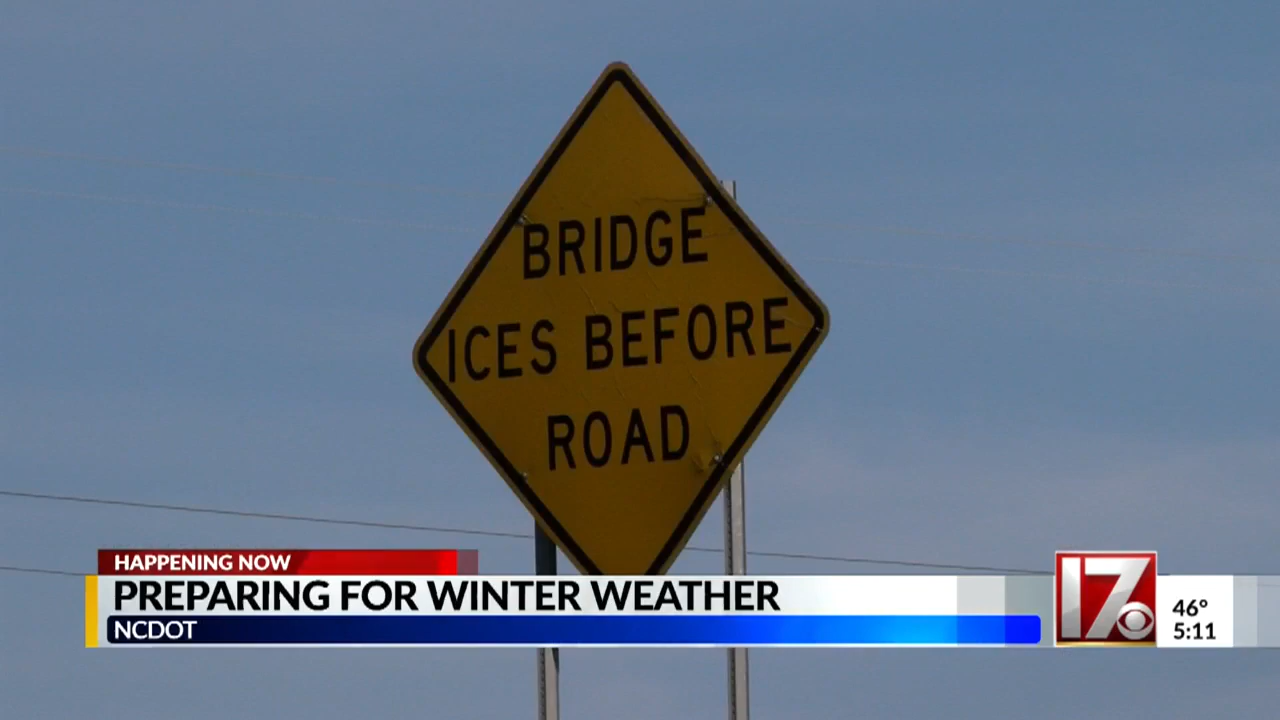 BRIDGE
ICES BEFORE
ROAD
HAPPENING NOW
PREPARING FOR WINTER WEATHER
NCDOT
17
46°
5:11